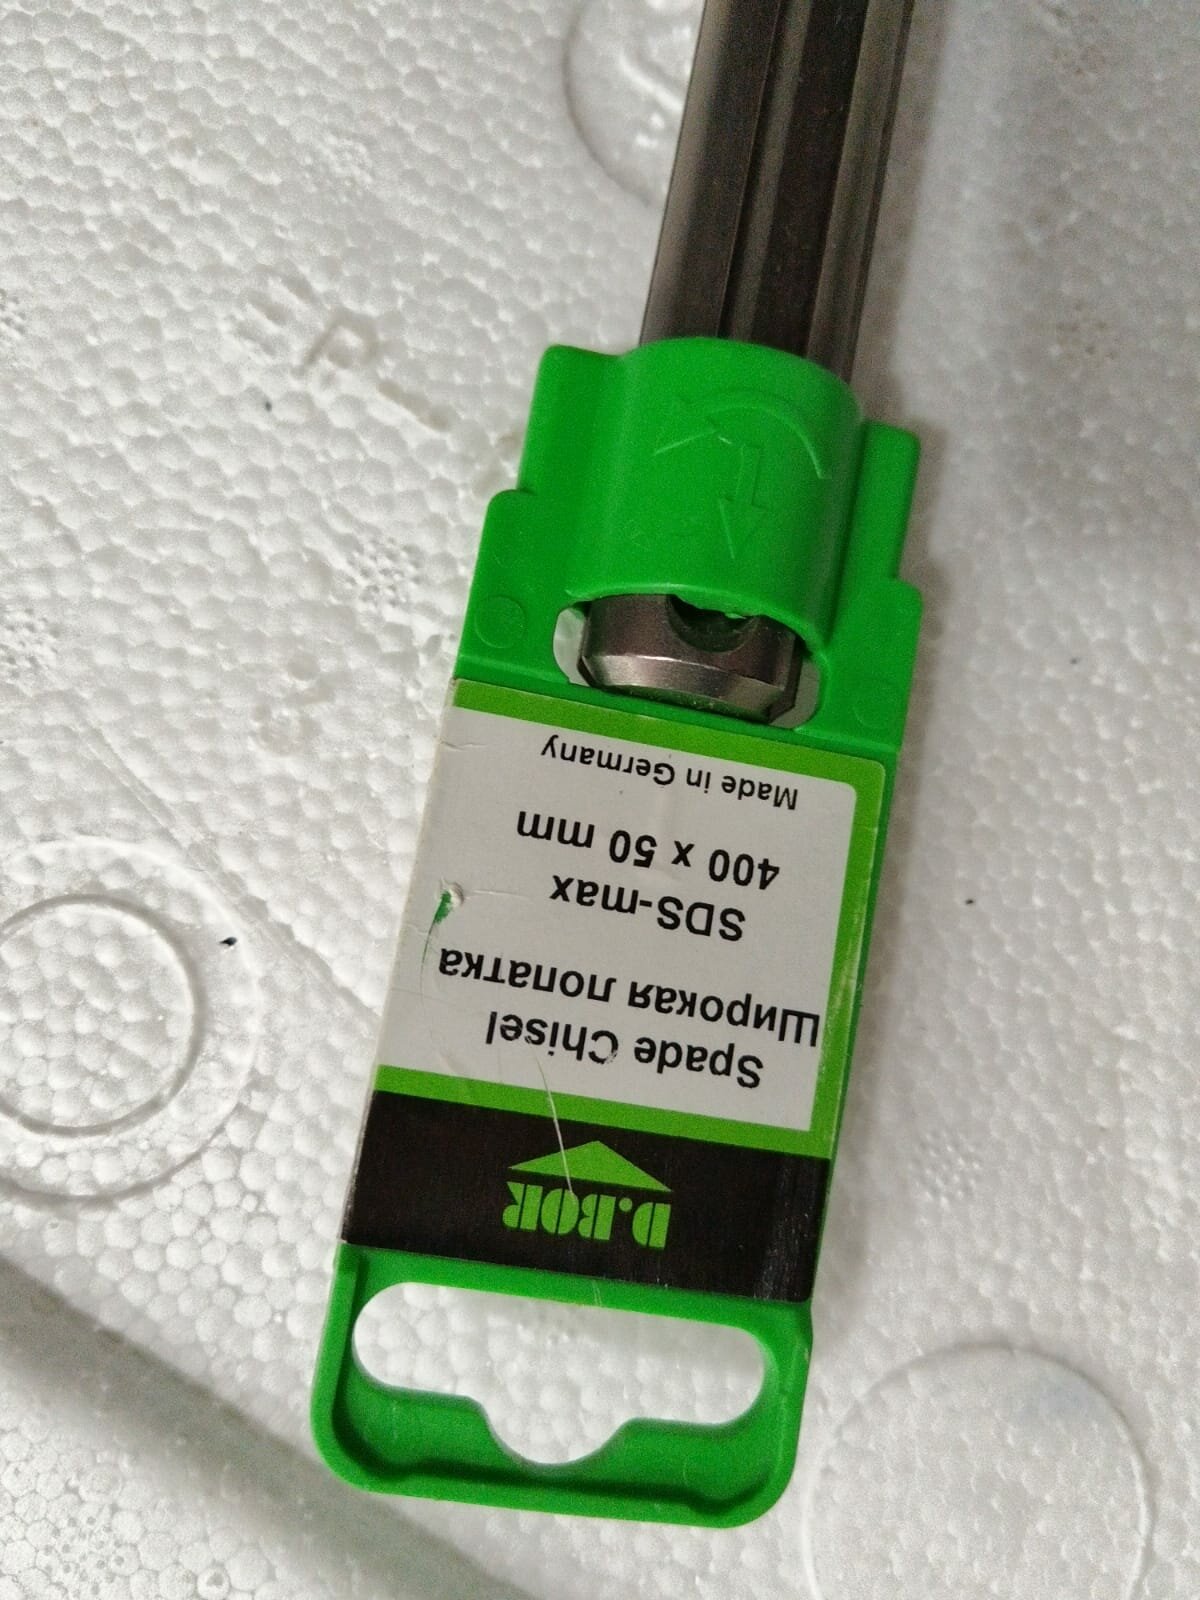 D.BOR
Spade Chisel
Широкая лопатка
SDS-max
400 x 50 mm
Made in Germany